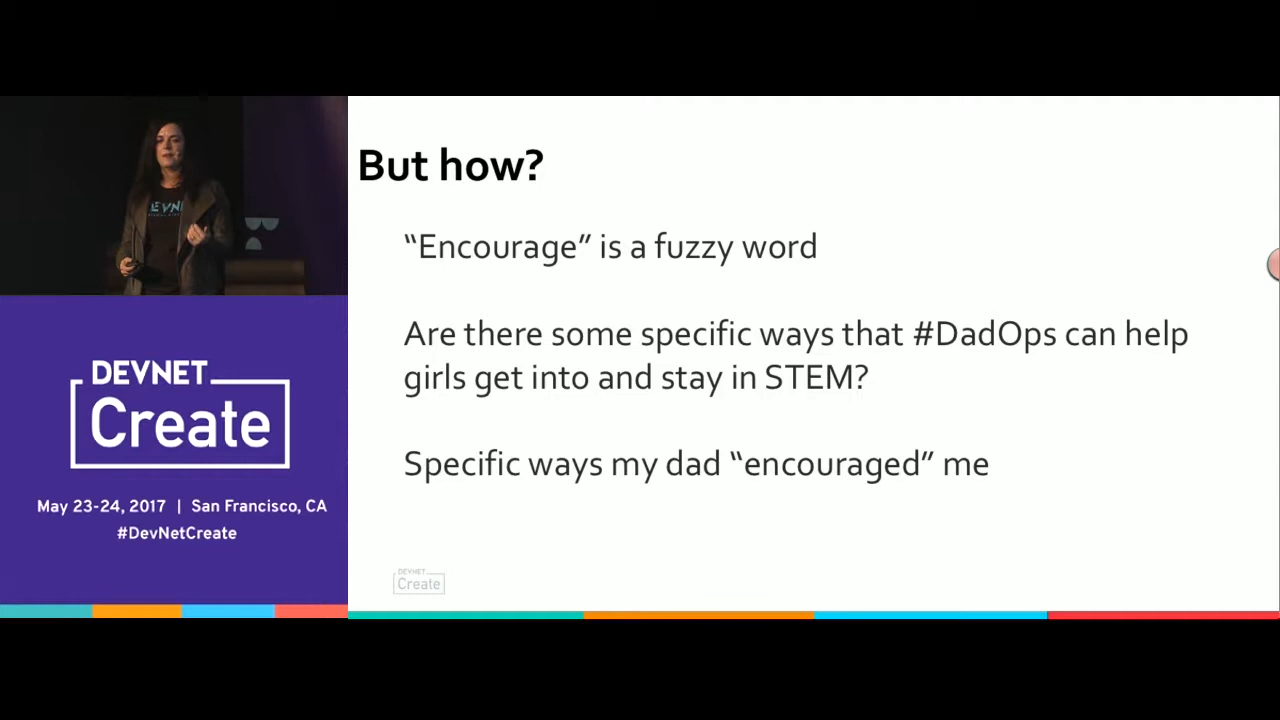 But how?
“Encourage” is a fuzzy word
Are there some specific ways that #DadOps can help
girls get into and stay in STEM?
Specific ways my dad “encouraged” me
DEVNET
Create
DEVNET
Create
May 23-24, 2017 | San Francisco, CA
#DevNetCreate